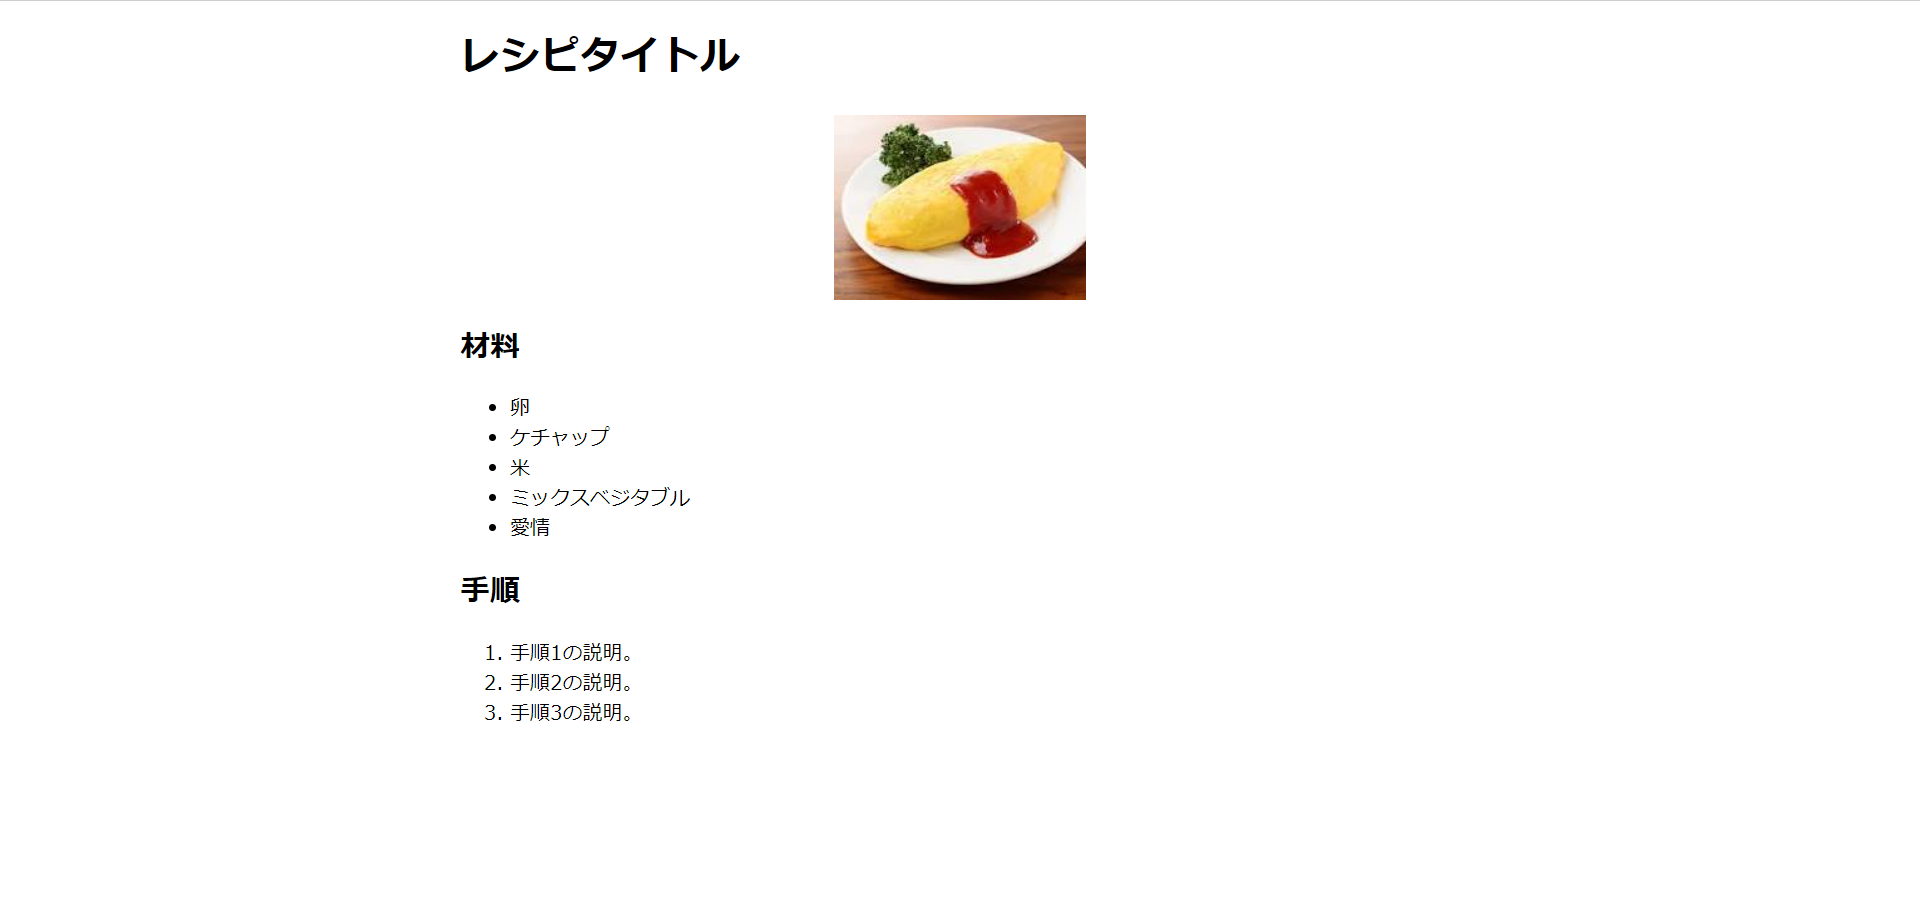 レシピタイトル
材料
• 卵
• ケチャップ
• 米
• ミックスベジタブル
• 愛情
手順
1. 手順1の説明。
2. 手順2の説明。
3. 手順3の説明。